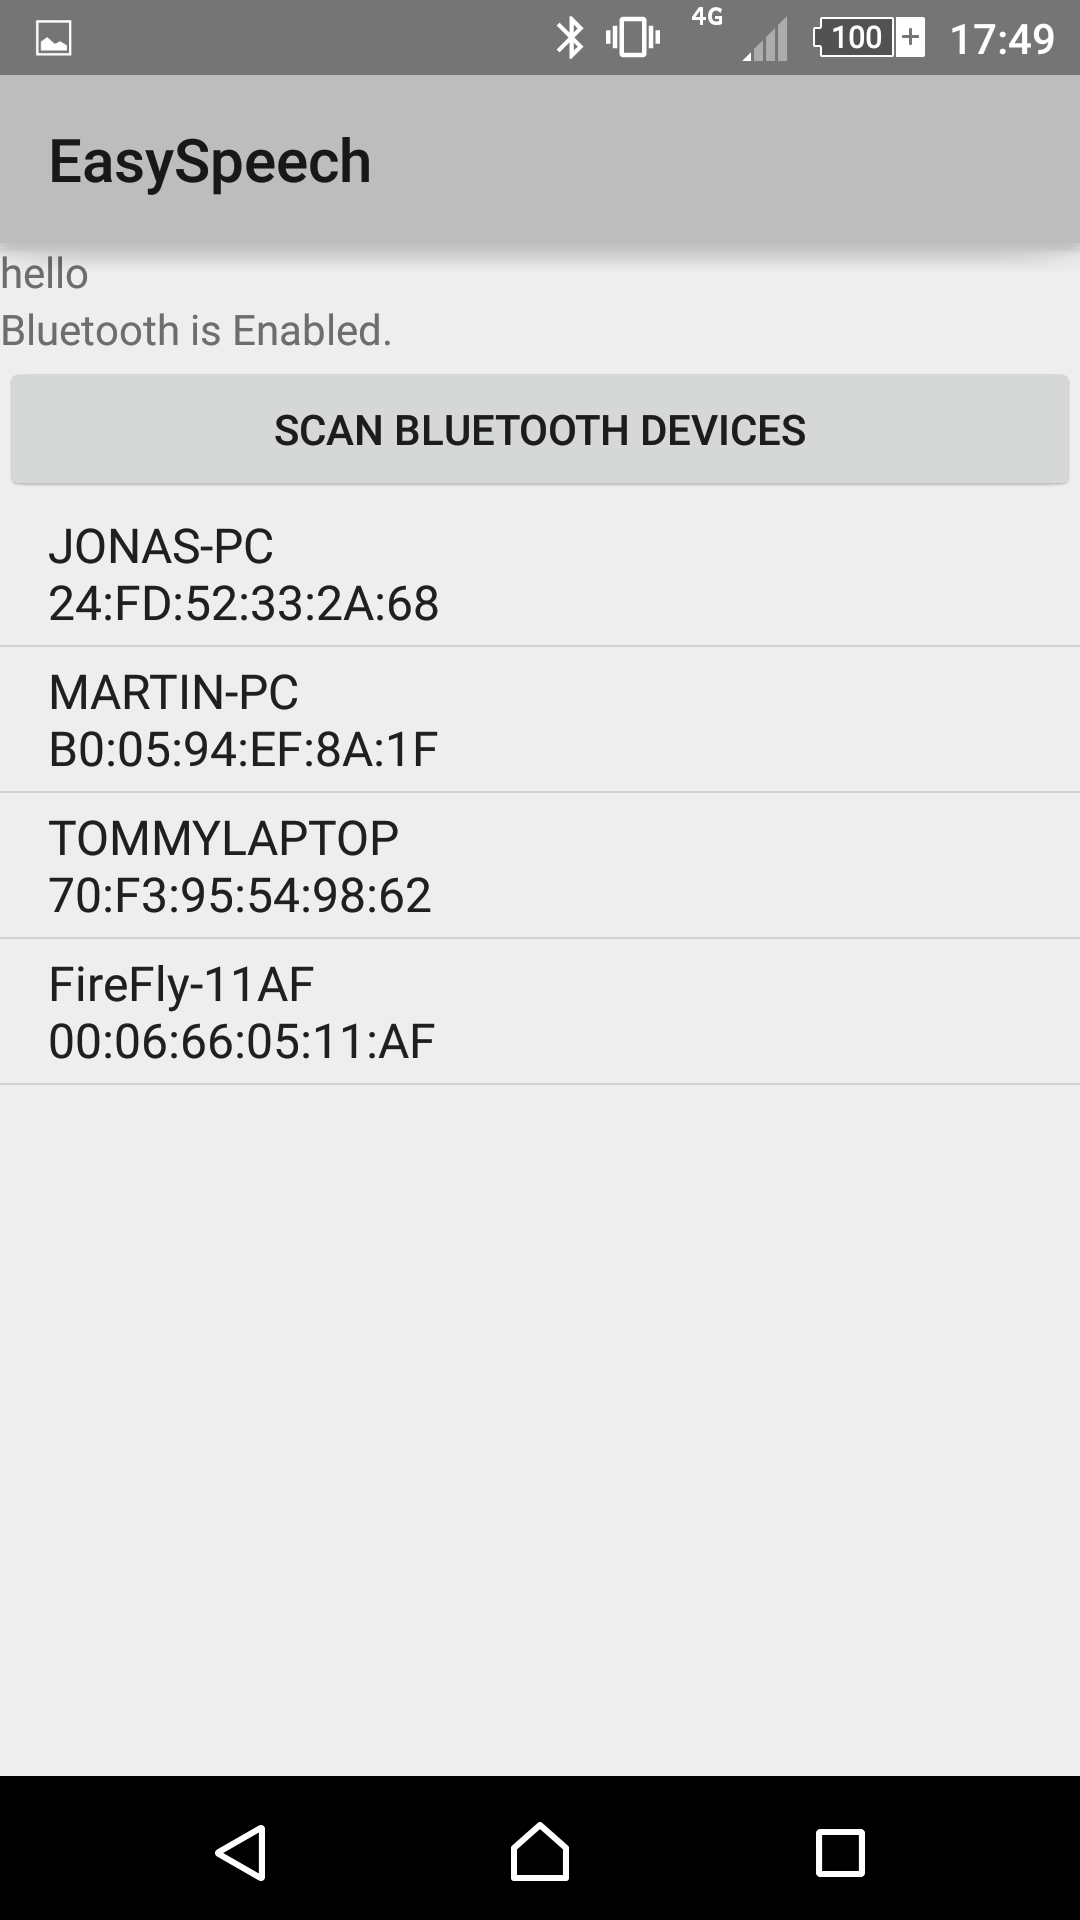 4G
100
17:49
EasySpeech
hello
Bluetooth is Enabled.
SCAN BLUETOOTH DEVICES
JONAS-PC
24:FD:52:33:2A:68
MARTIN-PC
B0:05:94:EF:8A:1F
TOMMYLAPTOP
70:F3:95:54:98:62
FireFly-11AF
00:06:66:05:11:AF